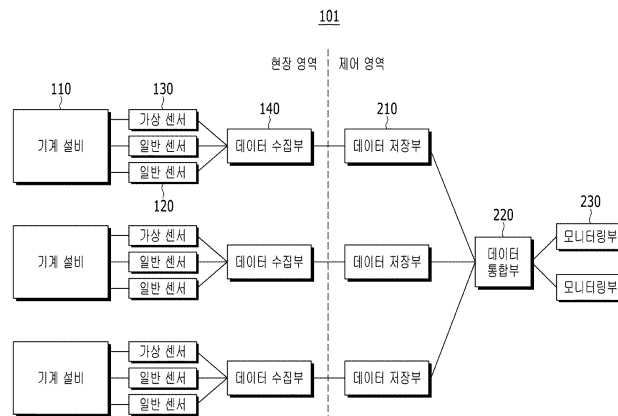 101
현장 영역
제어 영역
110
130
140
210
기계 설비
가상 센서
일반 센서
일반 센서
데이터 수집부
데이터 저장부
120
220
230
기계 설비
가상 센서
일반 센서
일반 센서
데이터 수집부
데이터 저장부
데이터
통합부
모니터링부
모니터링부
기계 설비
가상 센서
일반 센서
일반 센서
데이터 수집부
데이터 저장부